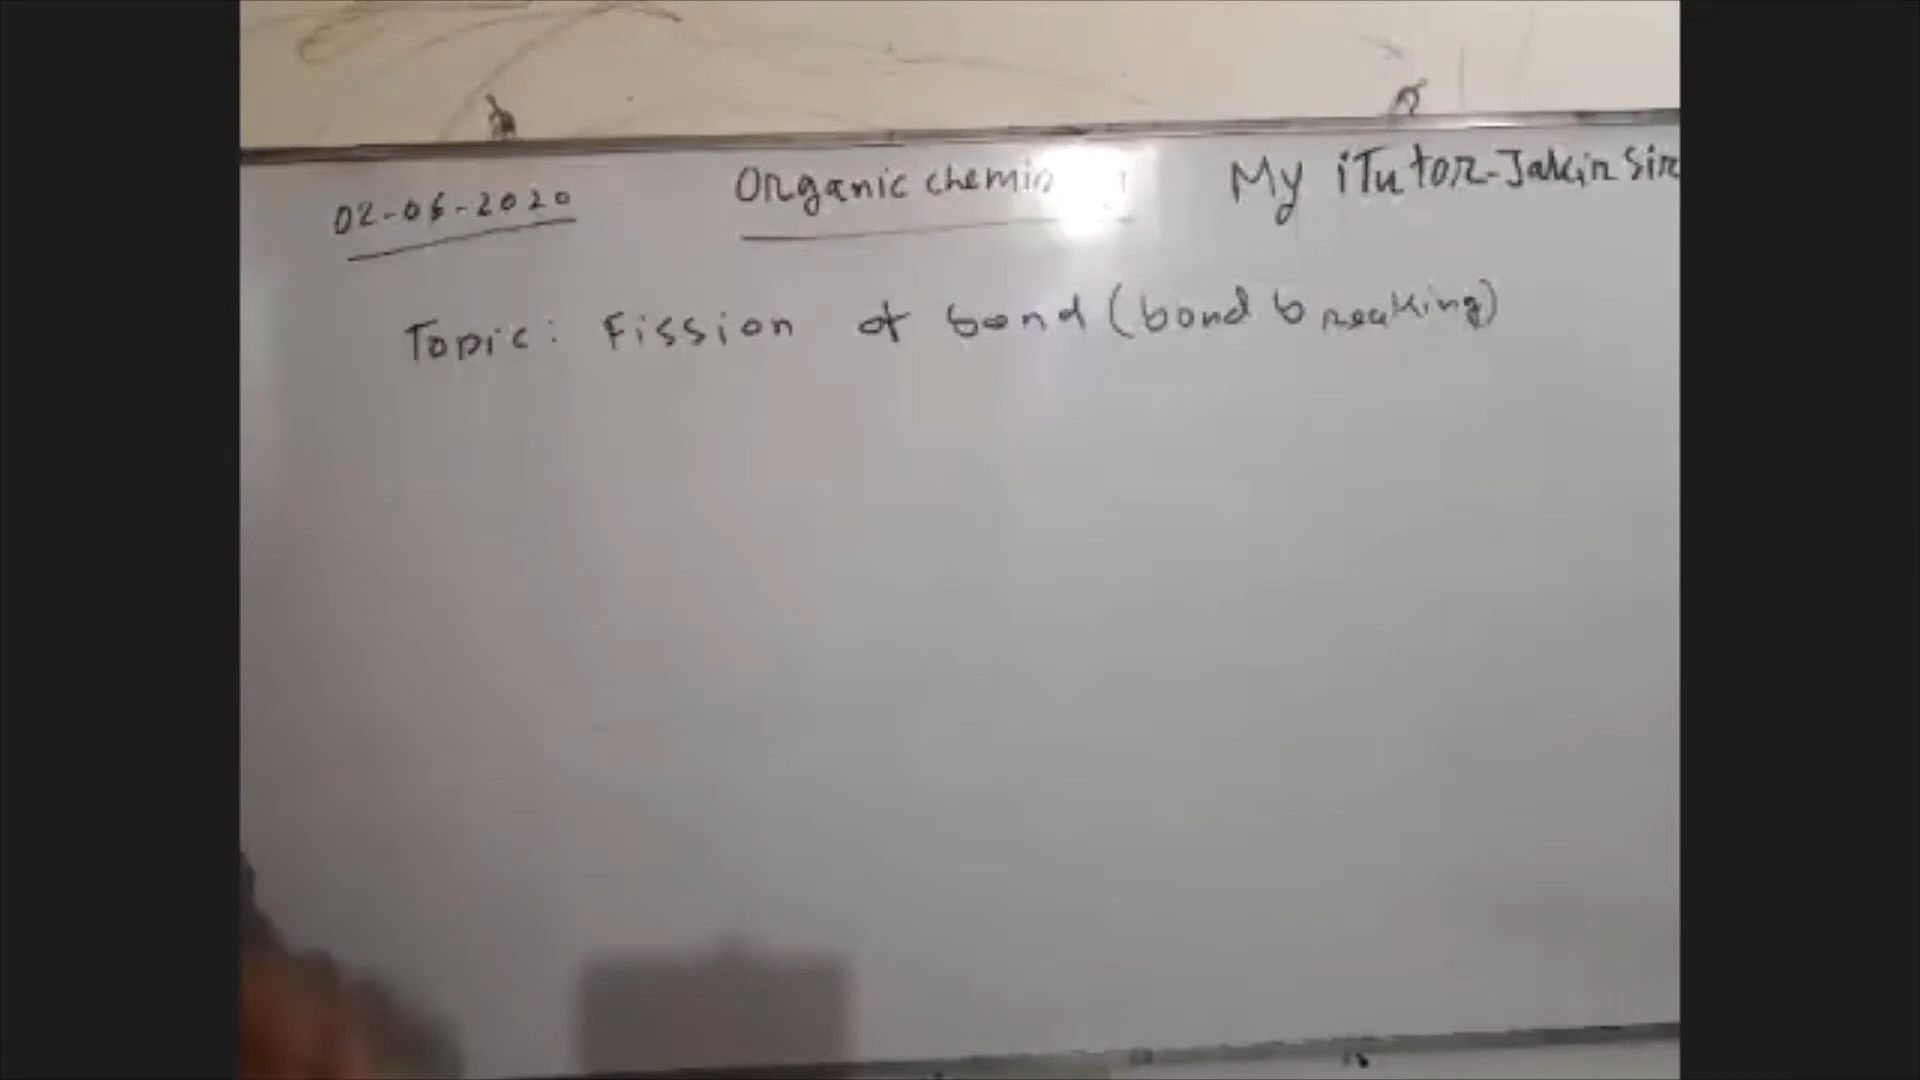 02-06-2020 Organic chemis My iTutor-Jakir Sir
Topic: Fission of bond (bond breaking)